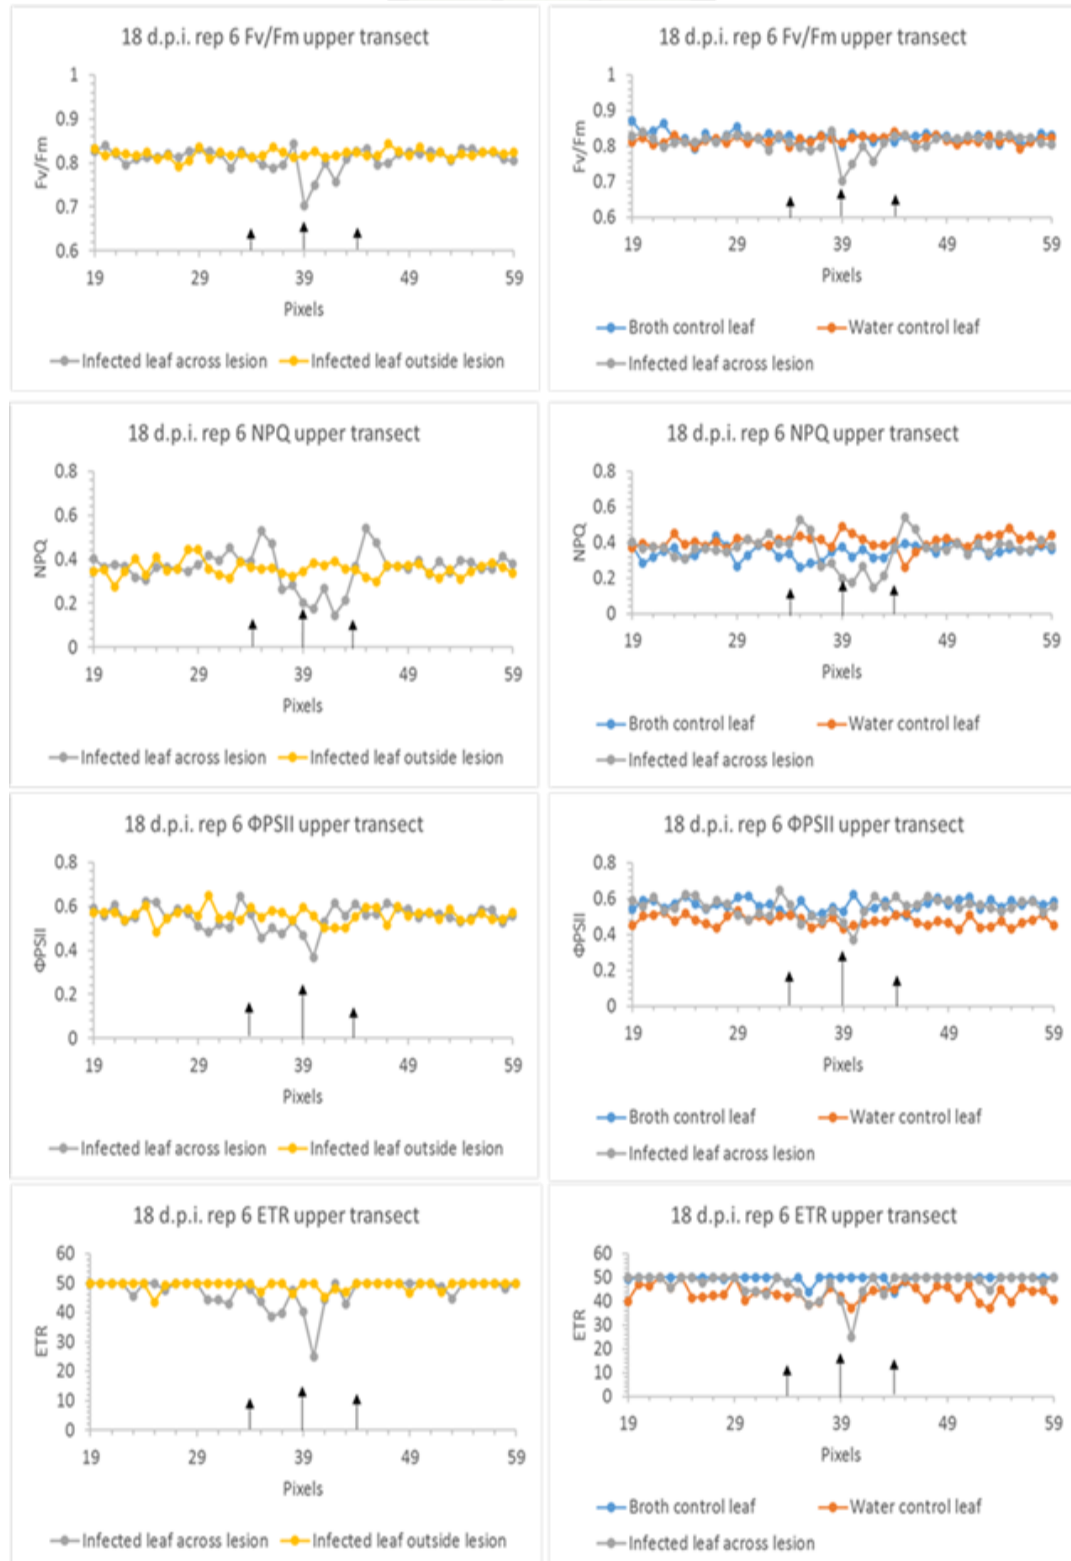 18 d.p.i. rep 6 Fv/Fm upper transect
1
0.9
0.8
0.7
0.6
Fv/Fm
19 29 39 49 59
Pixels
Infected leaf across lesion Infected leaf outside lesion
18 d.p.i. rep 6 Fv/Fm upper transect
1
0.9
0.8
0.7
0.6
Fv/Fm
19 29 39 49 59
Pixels
Broth control leaf Water control leaf
Infected leaf across lesion
18 d.p.i. rep 6 NPQ upper transect
0.8
0.6
0.4
0.2
0
NPQ
19 29 39 49 59
Pixels
Infected leaf across lesion Infected leaf outside lesion
18 d.p.i. rep 6 NPQ upper transect
0.8
0.6
0.4
0.2
0
NPQ
19 29 39 49 59
Pixels
Broth control leaf Water control leaf
Infected leaf across lesion
18 d.p.i. rep 6 ΦPSII upper transect
0.8
0.6
0.4
0.2
0
ΦPSII
19 29 39 49 59
Pixels
Infected leaf across lesion Infected leaf outside lesion
18 d.p.i. rep 6 ΦPSII upper transect
0.8
0.6
0.4
0.2
0
ΦPSII
19 29 39 49 59
Pixels
Broth control leaf Water control leaf
Infected leaf across lesion
18 d.p.i. rep 6 ETR upper transect
60
50
40
30
20
10
0
ETR
19 29 39 49 59
Pixels
Infected leaf across lesion Infected leaf outside lesion
18 d.p.i. rep 6 ETR upper transect
60
50
40
30
20
10
0
ETR
19 29 39 49 59
Pixels
Broth control leaf Water control leaf
Infected leaf across lesion